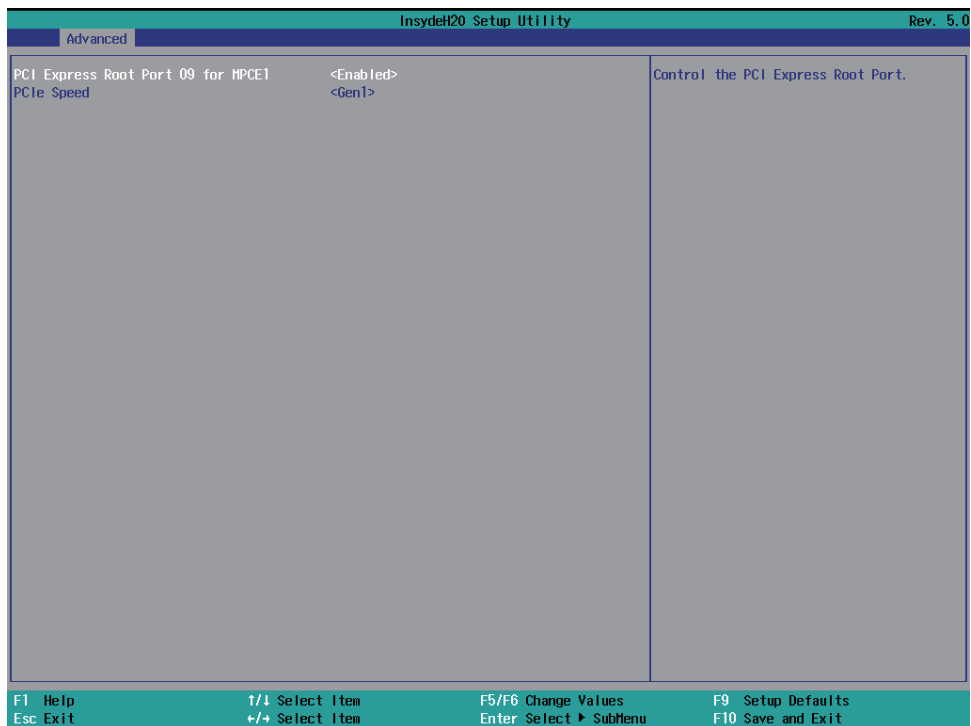 InsydeH20 Setup Utility Rev. 5.0
Advanced
PCI Express Root Port 09 for MPCE1 <Enabled> Control the PCI Express Root Port.
PCIe Speed <Gen1>
F1 Help ↑/↓ Select Item F5/F6 Change Values F9 Setup Defaults
Esc Exit ←/→ Select Item Enter Select ▶ SubMenu F10 Save and Exit